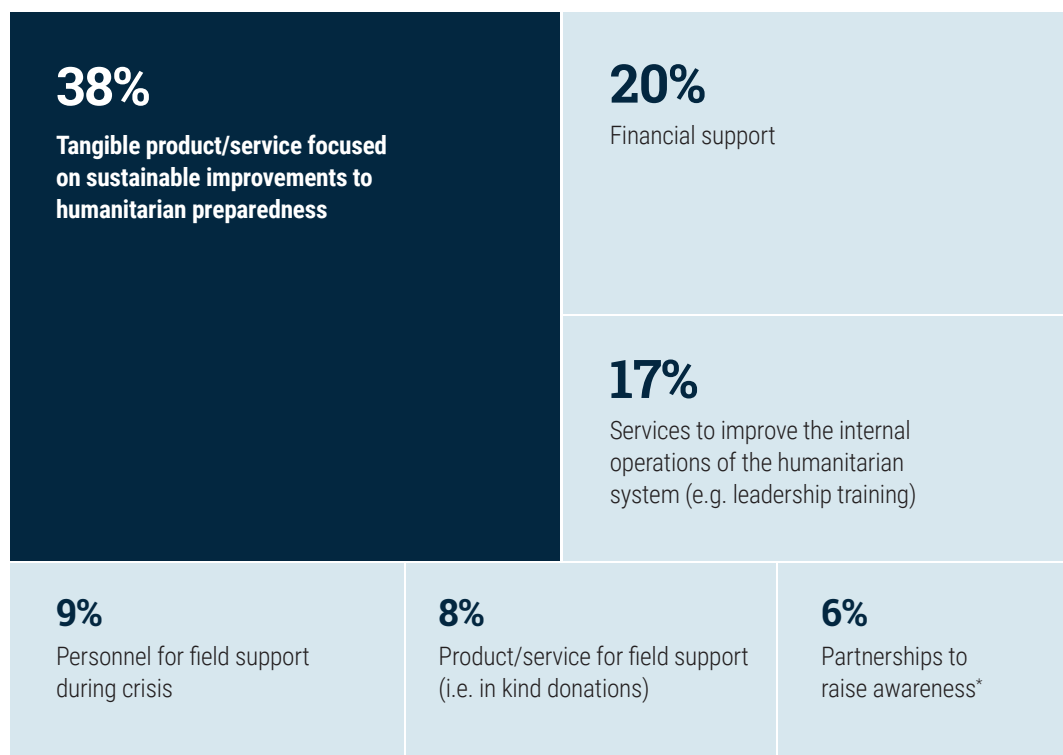 38%
Tangible product/service focused
on sustainable improvements to
humanitarian preparedness
20%
Financial support
17%
Services to improve the internal
operations of the humanitarian
system (e.g. leadership training)
9%
Personnel for field support
during crisis
8%
Product/service for field support
(i.e. in kind donations)
6%
Partnerships to
raise awareness*